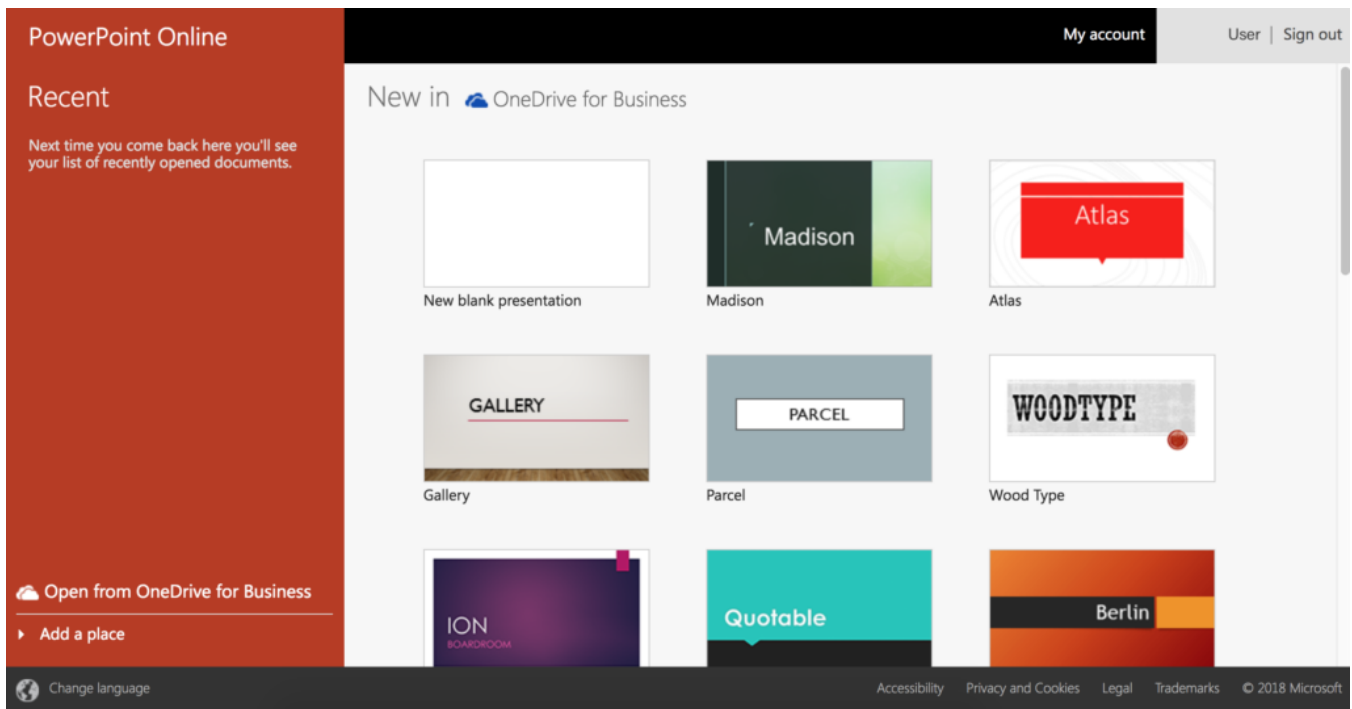 PowerPoint Online
My account
User | Sign out
Recent
Next time you come back here you'll see
your list of recently opened documents.
New in OneDrive for Business
Madison
Atlas
New blank presentation
Madison
Atlas
GALLERY
PARCEL
WOODTYPE
Gallery
Parcel
Wood Type
ION
BOARDROOM
Quotable
Berlin
Open from OneDrive for Business
Add a place
Change language
Accessibility Privacy and Cookies Legal Trademarks © 2018 Microsoft